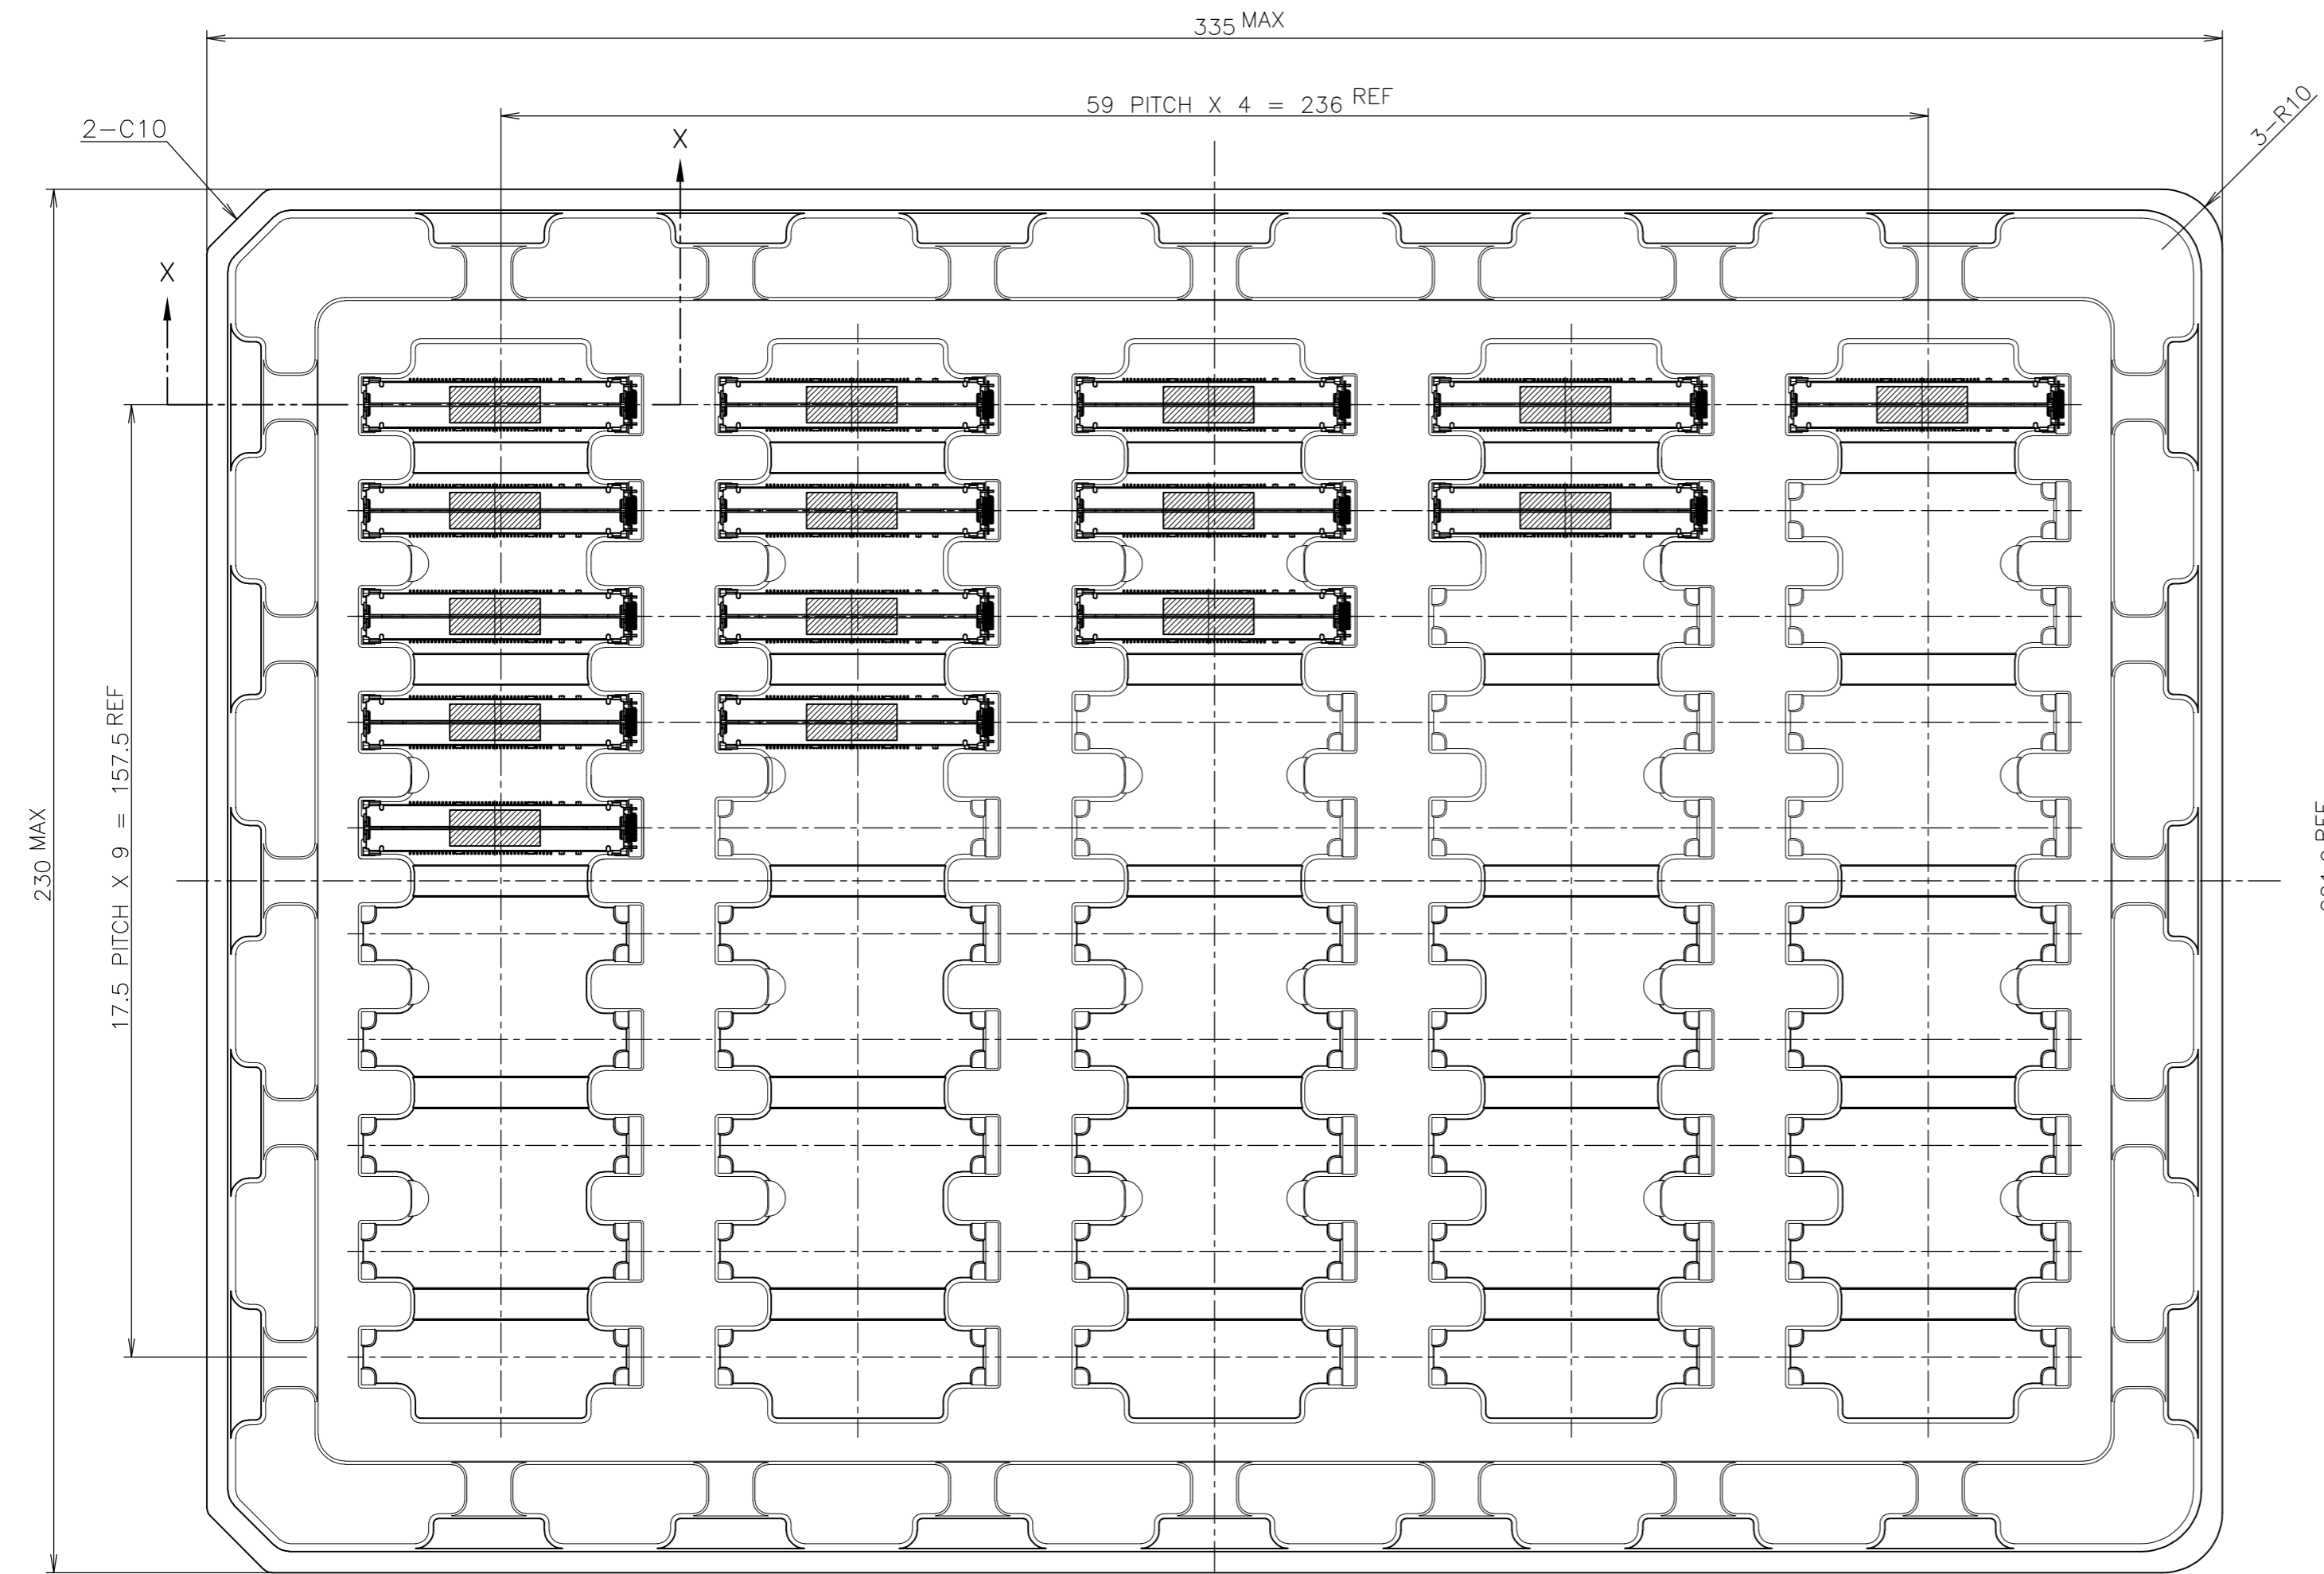 335 MAX
59 PITCH X 4 = 236 REF
2-C10
X
3-R10
X
17.5 PITCH X 9 = 157.5 REF
230 MAX
REF